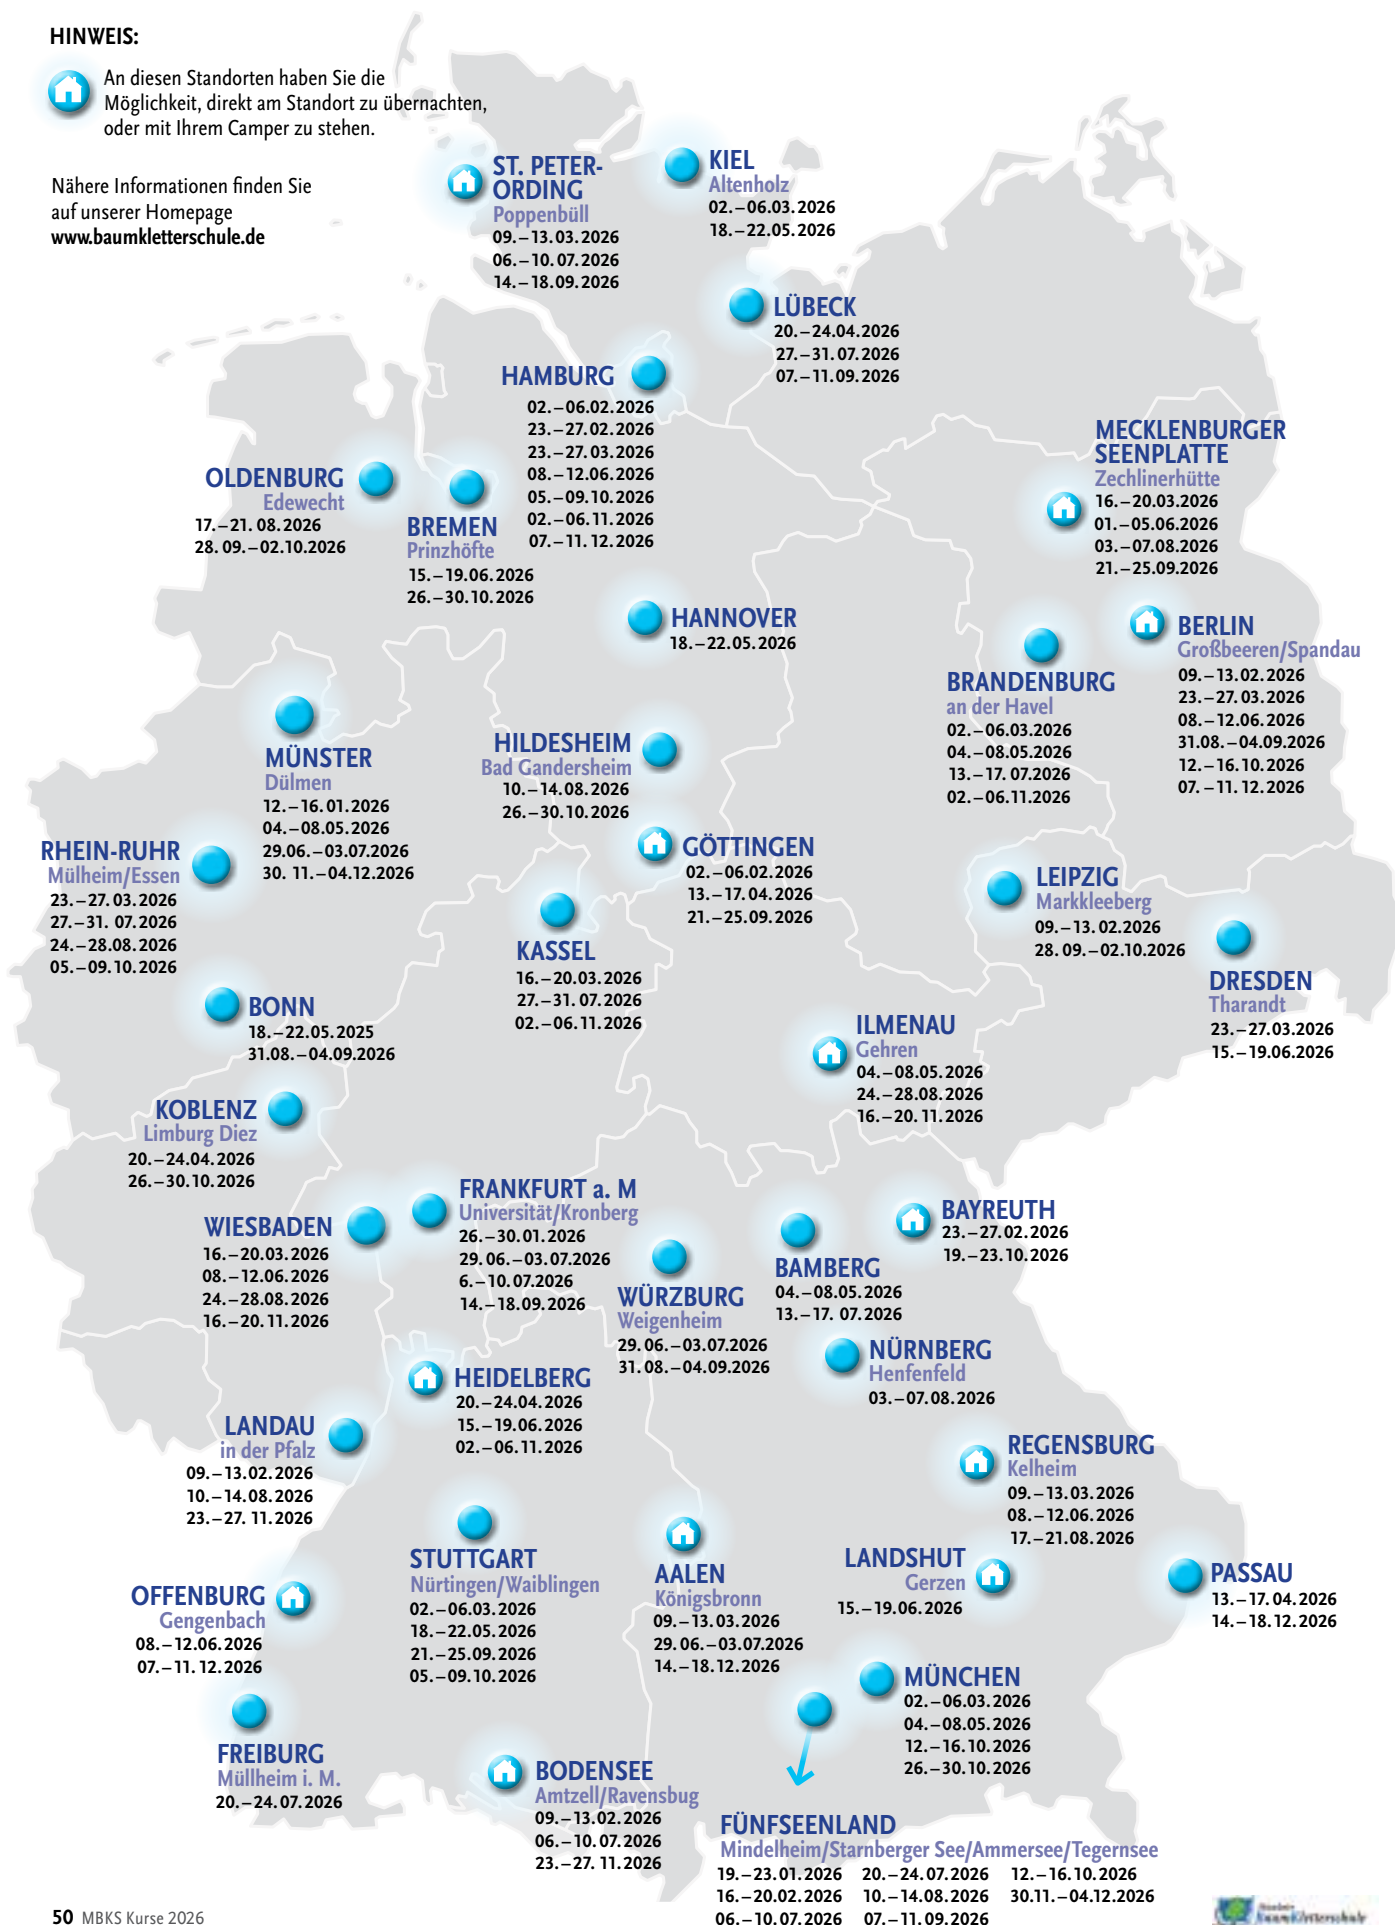 HINWEIS:
An diesen Standorten haben Sie die
Möglichkeit, direkt am Standort zu übernachten,
oder mit Ihrem Camper zu stehen.
Nähere Informationen finden Sie
auf unserer Homepage
www.baumkletterschule.de
ST. PETER-
ORDING
Poppenbüll
09. – 13.03.2026
06. – 10.07.2026
14. – 18.09.2026
KIEL
Altenholz
02. – 06.03.2026
18. – 22.05.2026
LÜBECK
20. – 24.04.2026
27. – 31.07.2026
07. – 11.09.2026
HAMBURG
02. – 06.02.2026
23. – 27.02.2026
23. – 27.03.2026
08. – 12.06.2026
05. – 09.10.2026
02. – 06.11.2026
07. – 11.12.2026
MECKLENBURGER
SEENPLATTE
Zechlinerhütte
16. – 20.03.2026
01. – 05.06.2026
03. – 07.08.2026
21. – 25.09.2026
OLDENBURG
Edewecht
17. – 21.08.2026
28.09. – 02.10.2026
BREMEN
Prinzhöfte
15. – 19.06.2026
26. – 30.10.2026
HANNOVER
18. – 22.05.2026
BERLIN
Großbeeren/Spandau
09. – 13.02.2026
23. – 27.03.2026
08. – 12.06.2026
31.08. – 04.09.2026
12. – 16.10.2026
07. – 11.12.2026
BRANDENBURG
an der Havel
02. – 06.03.2026
04. – 08.05.2026
13. – 17.07.2026
02. – 06.11.2026
MÜNSTER
Dülmen
12. – 16.01.2026
04. – 08.05.2026
29.06. – 03.07.2026
30. 11. – 04.12.2026
HILDESHEIM
Bad Gandersheim
10. – 14.08.2026
26. – 30.10.2026
GÖTTINGEN
02. – 06.02.2026
13. – 17.04.2026
21. – 25.09.2026
RHEIN-RUHR
Mülheim/Essen
23. – 27.03.2026
27. – 31. 07.2026
24. – 28.08.2026
05. – 09.10.2026
KASSEL
16. – 20.03.2026
27. – 31.07.2026
02. – 06.11.2026
LEIPZIG
Markkleeberg
09. – 13.02.2026
28.09. – 02.10.2026
DRESDEN
Tharandt
23. – 27.03.2026
15. – 19.06.2026
BONN
18. – 22.05.2025
31.08. – 04.09.2026
ILMENAU
Gehren
04. – 08.05.2026
24. – 28.08.2026
16. – 20.11.2026
KOBLENZ
Limburg Diez
20. – 24.04.2026
26. – 30.10.2026
FRANKFURT a. M
Universität/Kronberg
26. – 30.01.2026
29.06. – 03.07.2026
6. – 10.07.2026
14. – 18.09.2026
WIESBADEN
16. – 20.03.2026
08. – 12.06.2026
24. – 28.08.2026
16. – 20.11.2026
BAYREUTH
23. – 27.02.2026
19. – 23.10.2026
BAMBERG
04. – 08.05.2026
13. – 17. 07.2026
WÜRZBURG
Weigenheim
29.06. – 03.07.2026
31.08. – 04.09.2026
NÜRNBERG
Henfenfeld
03. – 07.08.2026
HEIDELBERG
20. – 24.04.2026
15. – 19.06.2026
02. – 06.11.2026
LANDAU
in der Pfalz
09. – 13.02.2026
10. – 14.08.2026
23. – 27.11.2026
REGENSBURG
Kelheim
09. – 13.03.2026
08. – 12.06.2026
17. – 21.08.2026
STUTTGART
Nürtingen/Waiblingen
02. – 06.03.2026
18. – 22.05.2026
21. – 25.09.2026
05. – 09.10.2026
AALEN
Königsbronn
09. – 13.03.2026
29.06. – 03.07.2026
14. – 18.12.2026
LANDSHUT
Gerzen
15. – 19.06.2026
PASSAU
13. – 17.04.2026
14. – 18.12.2026
OFFENBURG
Gengenbach
08. – 12.06.2026
07. – 11.12.2026
MÜNCHEN
02. – 06.03.2026
04. – 08.05.2026
12. – 16.10.2026
26. – 30.10.2026
FREIBURG
Müllheim i. M.
20. – 24.07.2026
BODENSEE
Amtzell/Ravensbug
09. – 13.02.2026
06. – 10.07.2026
23. – 27.11.2026
FÜNFSEENLAND
Mindelheim/Starnberger See/Ammersee/Tegernsee
19. – 23.01.2026 20. – 24.07.2026 12. – 16.10.2026
16. – 20.02.2026 10. – 14.08.2026 30.11. – 04.12.2026
06. – 10.07.2026 07. – 11.09.2026
50 MBKS Kurse 2026